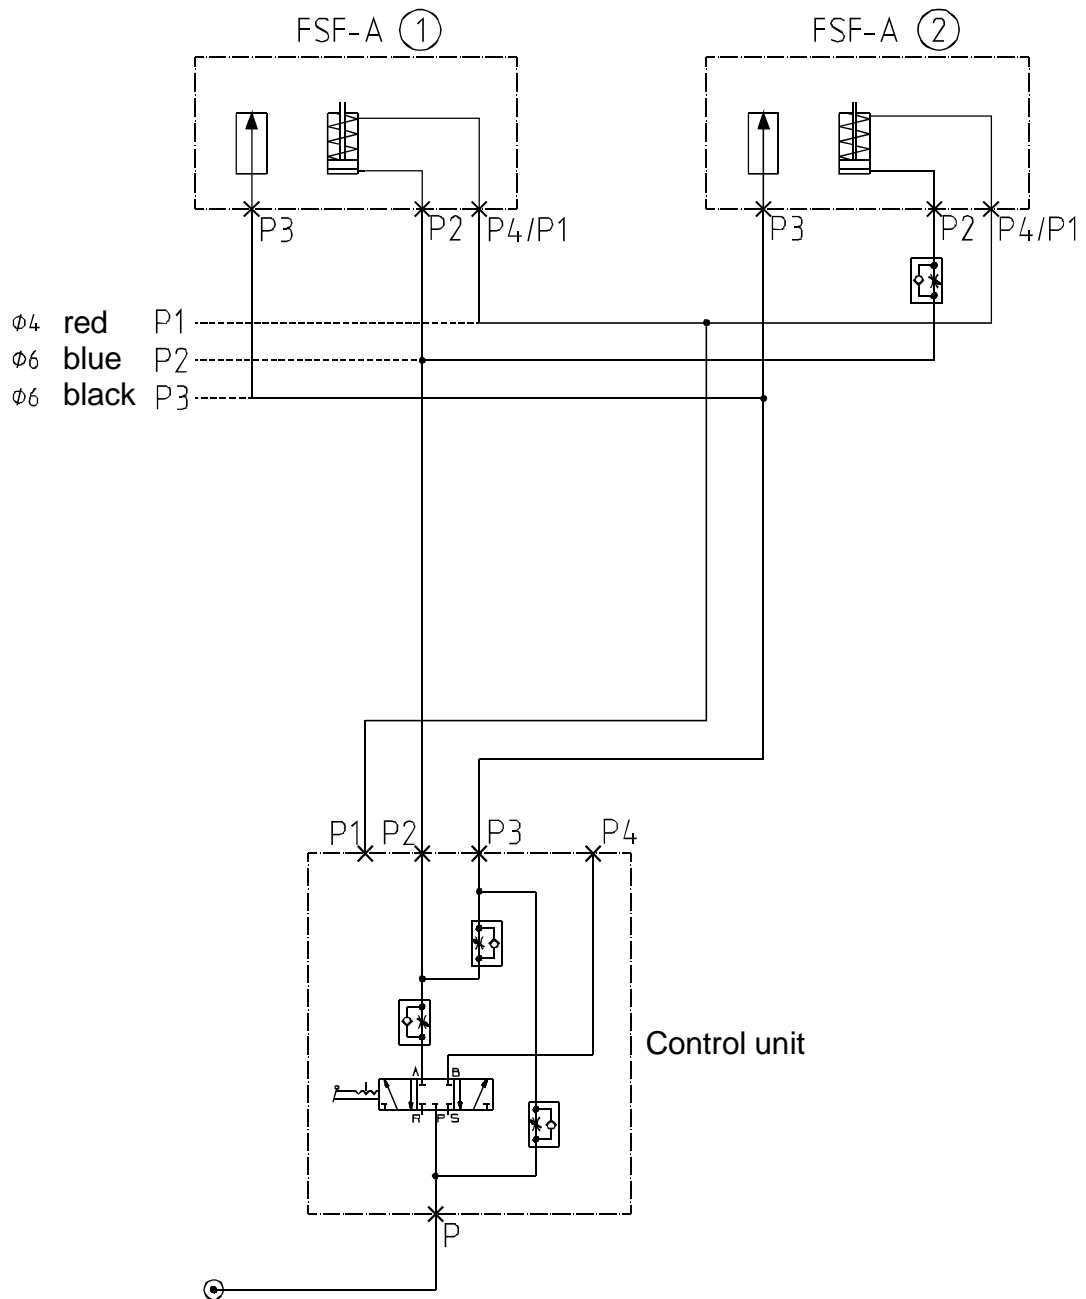 FSF-A 1
FSF-A 2
P3
P2
P4/P1
P3
P2
P4/P1
Φ4 red P1
Φ6 blue P2
Φ6 black P3
P1
P2
P3
P4
Control unit
A
B
R
P
S
P